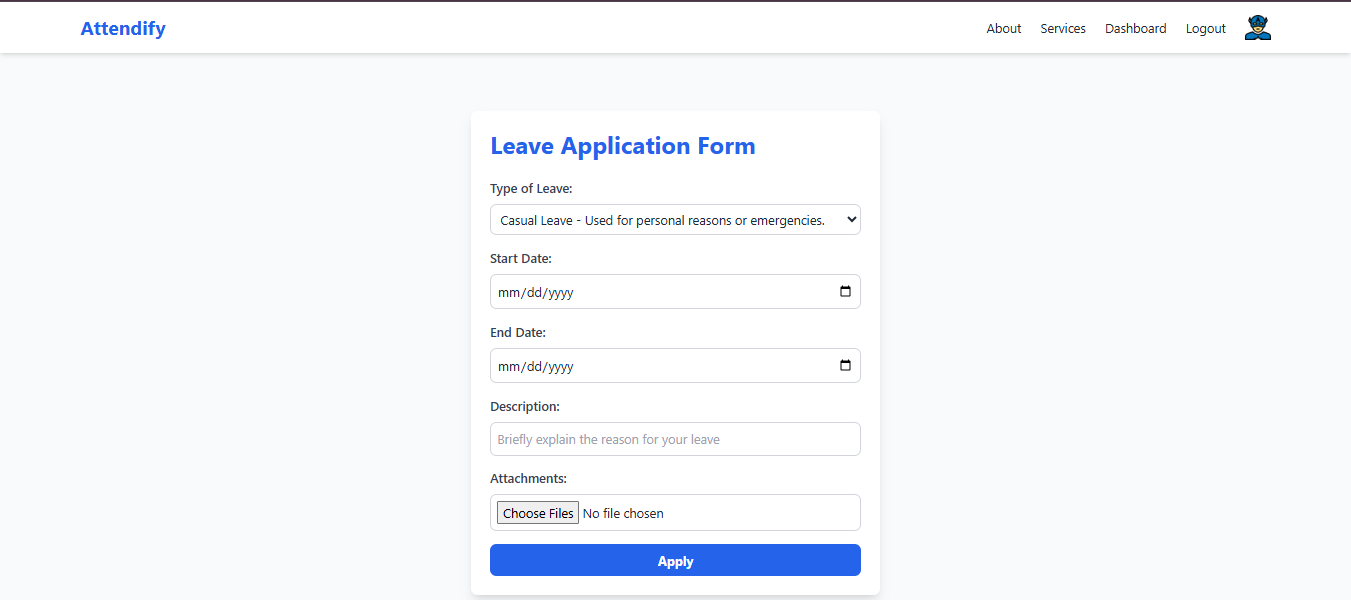 Attendify
About Services Dashboard Logout
Leave Application Form
Type of Leave:
Casual Leave - Used for personal reasons or emergencies.
Start Date:
mm/dd/yyyy
End Date:
mm/dd/yyyy
Description:
Briefly explain the reason for your leave
Attachments:
Choose Files No file chosen
Apply